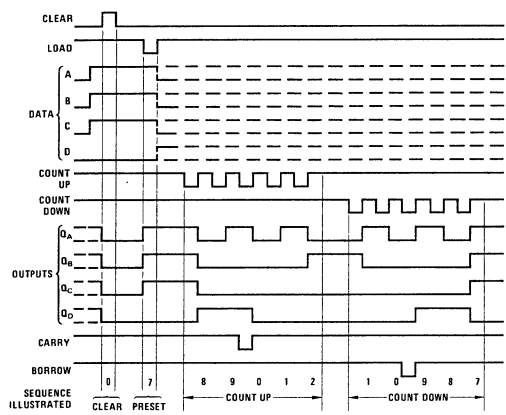 CLEAR
LOAD
A
B
DATA
C
D
COUNT
UP
COUNT
DOWN
QA
QB
OUTPUTS
QC
QD
CARRY
BORROW
0 7 8 9 0 1 2 1 0 9 8 7
SEQUENCE
ILLUSTRATED
CLEAR PRESET COUNT UP COUNT DOWN